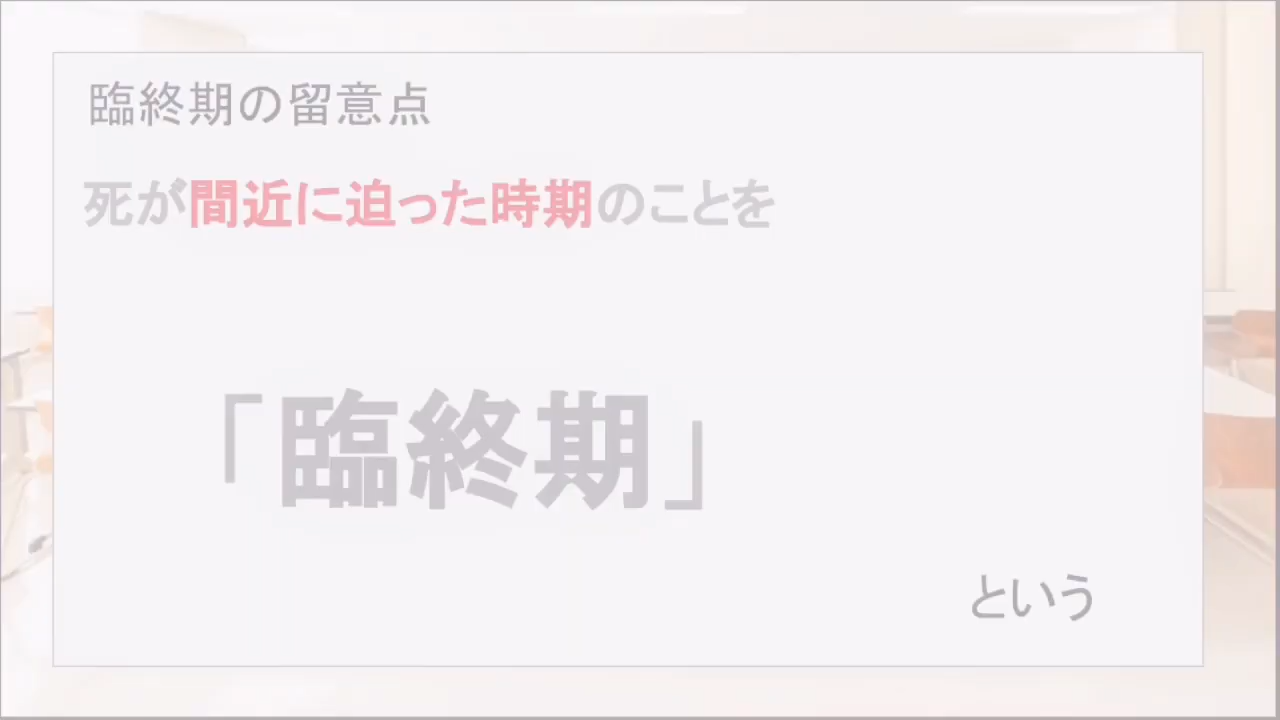 臨終期の留意点
死が間近に迫った時期のことを
「臨終期」
という